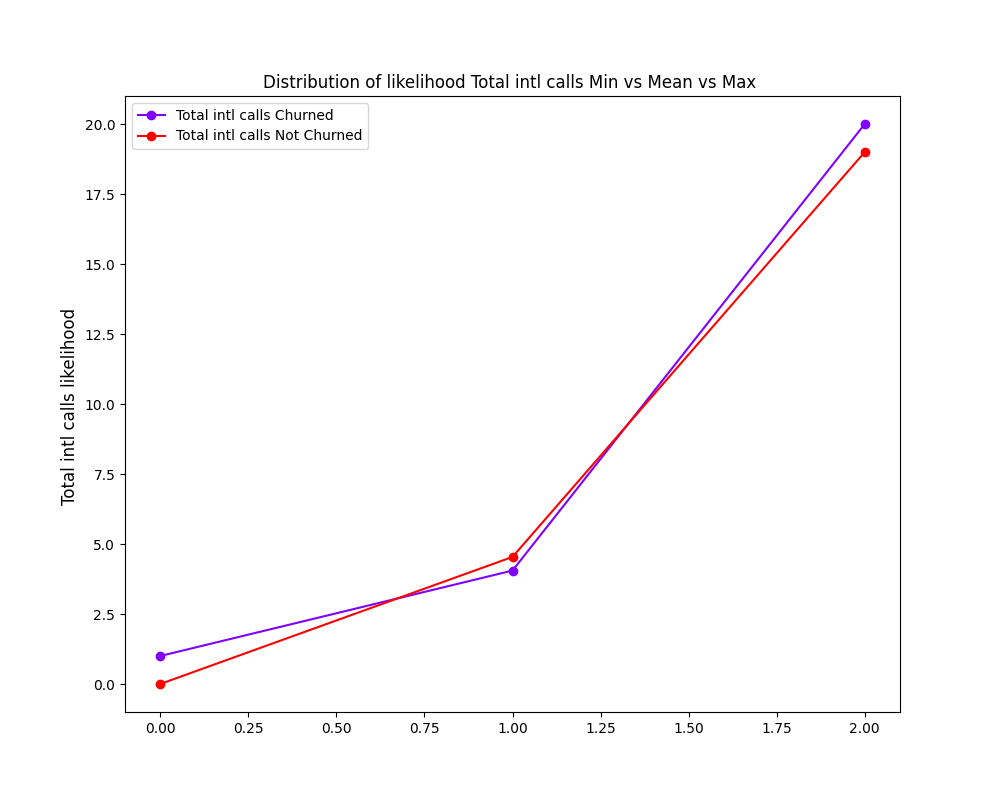 Distribution of likelihood Total intl calls Min vs Mean vs Max
Total intl calls Churned
Total intl calls Not Churned
Total intl calls likelihood
20.0
17.5
15.0
12.5
10.0
7.5
5.0
2.5
0.0
0.00 0.25 0.50 0.75 1.00 1.25 1.50 1.75 2.00